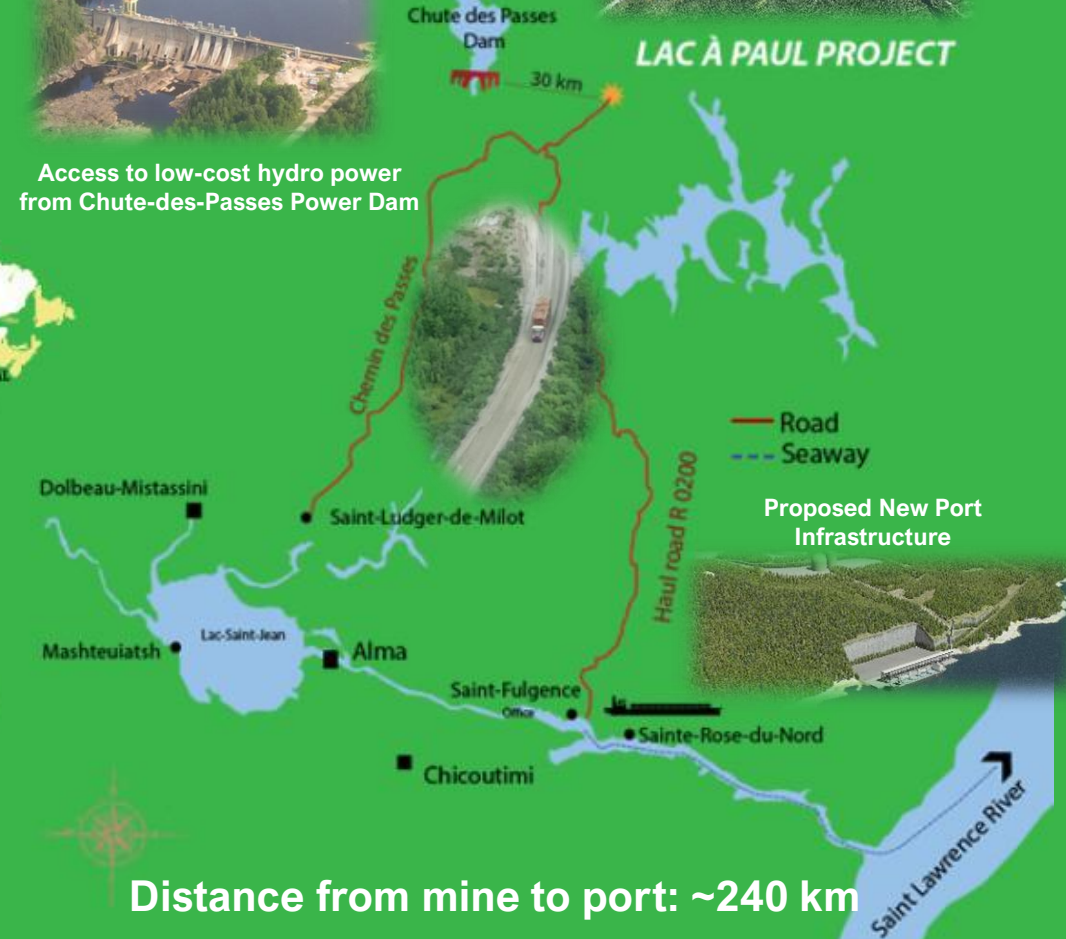 Chute des Passes
Dam
LAC À PAUL PROJECT
30 km
Access to low-cost hydro power
from Chute-des-Passes Power Dam
Chemin des Passes
Road
Seaway
Dolbeau-Mistassini
Saint-Ludger-de-Milot
Haul road R 0200
Proposed New Port
Infrastructure
Lac-Saint-Jean
Mashteuiatsh
Alma
Saint-Fulgence
Office
Sainte-Rose-du-Nord
Chicoutimi
Saint Lawrence River
Distance from mine to port: ~240 km